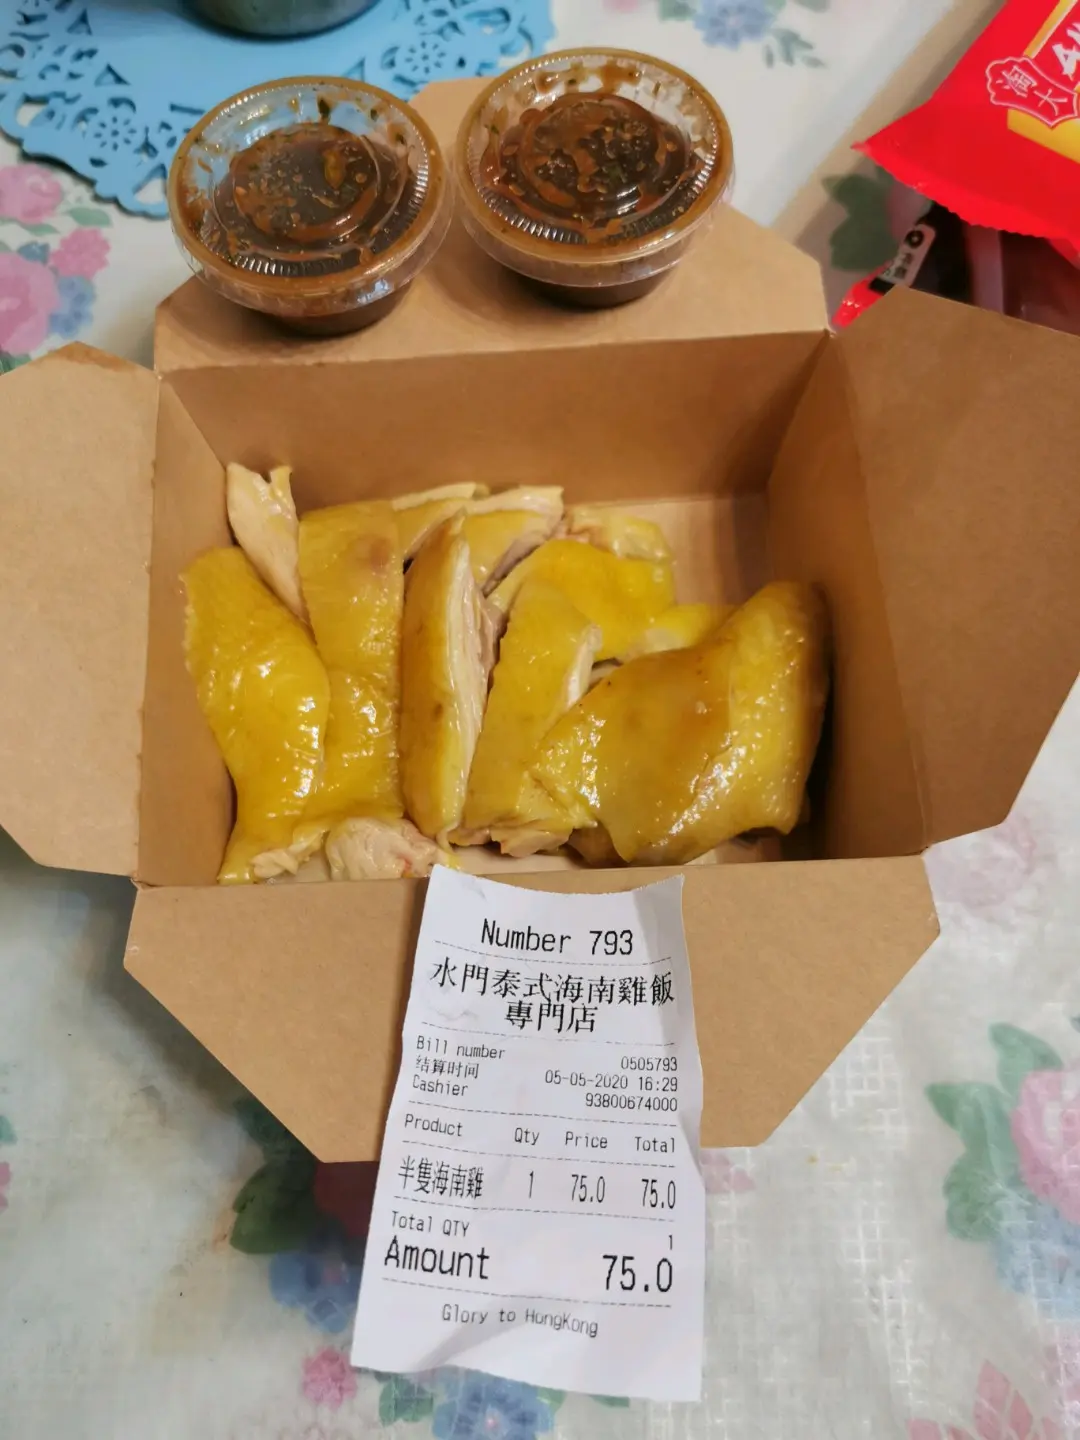 淘大
Number 793
水門泰式海南雞飯
專門店
Bill number 0505793
结算时间 05-05-2020 16:29
Cashier 93800674000
Product Qty Price Total
半隻海南雞 1 75.0 75.0
Total QTY 1
Amount 75.0
Glory to HongKong